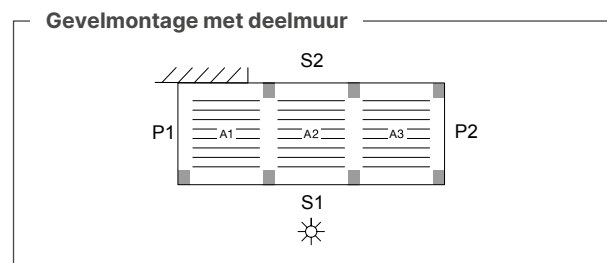 Gevelmontage met deelmuur
S2
P1 A1 A2 A3 P2
S1